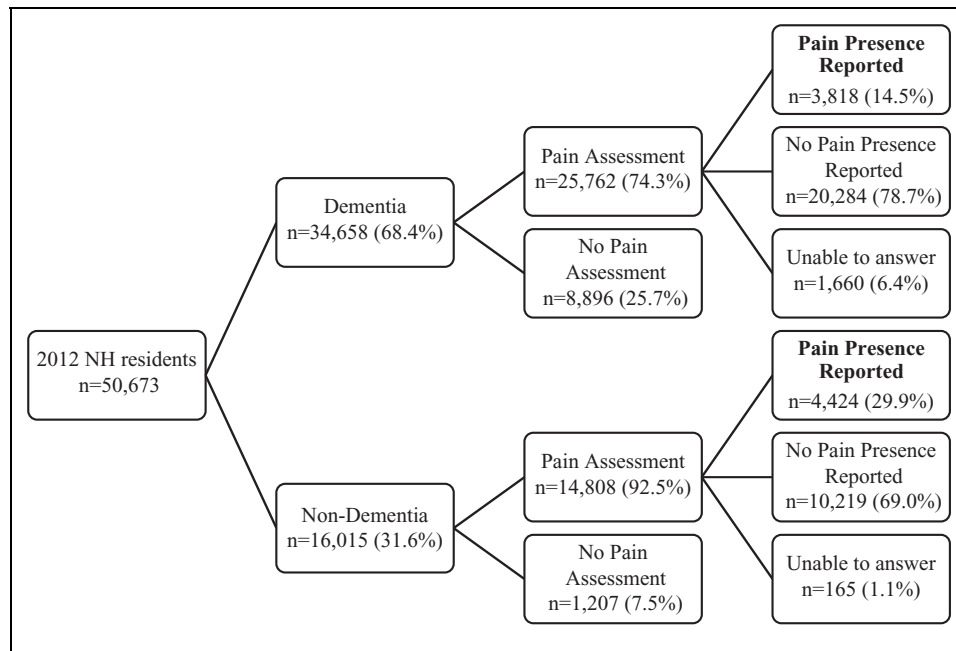 2012 NH residents
n=50,673
Dementia
n=34,658 (68.4%)
Pain Assessment
n=25,762 (74.3%)
Pain Presence
Reported
n=3,818 (14.5%)
No Pain Presence
Reported
n=20,284 (78.7%)
Unable to answer
n=1,660 (6.4%)
No Pain
Assessment
n=8,896 (25.7%)
Non-Dementia
n=16,015 (31.6%)
Pain Assessment
n=14,808 (92.5%)
Pain Presence
Reported
n=4,424 (29.9%)
No Pain Presence
Reported
n=10,219 (69.0%)
Unable to answer
n=165 (1.1%)
No Pain
Assessment
n=1,207 (7.5%)